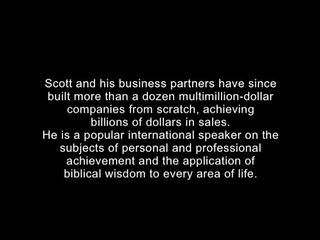 Scott and his business partners have since
built more than a dozen multimillion-dollar
companies from scratch, achieving
billions of dollars in sales.
He is a popular international speaker on the
subjects of personal and professional
achievement and the application of
biblical wisdom to every area of life.